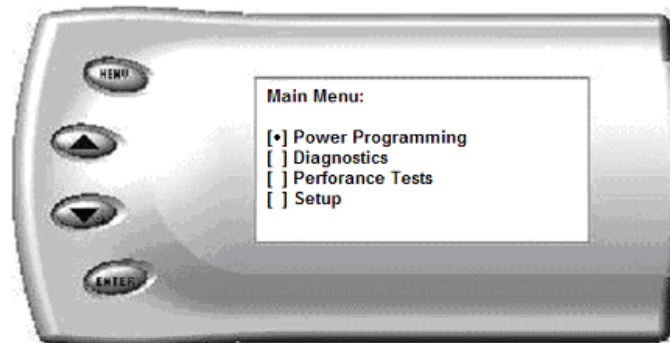 MENU
Main Menu:
[•] Power Programming
[ ] Diagnostics
[ ] Perforance Tests
[ ] Setup
ENTER